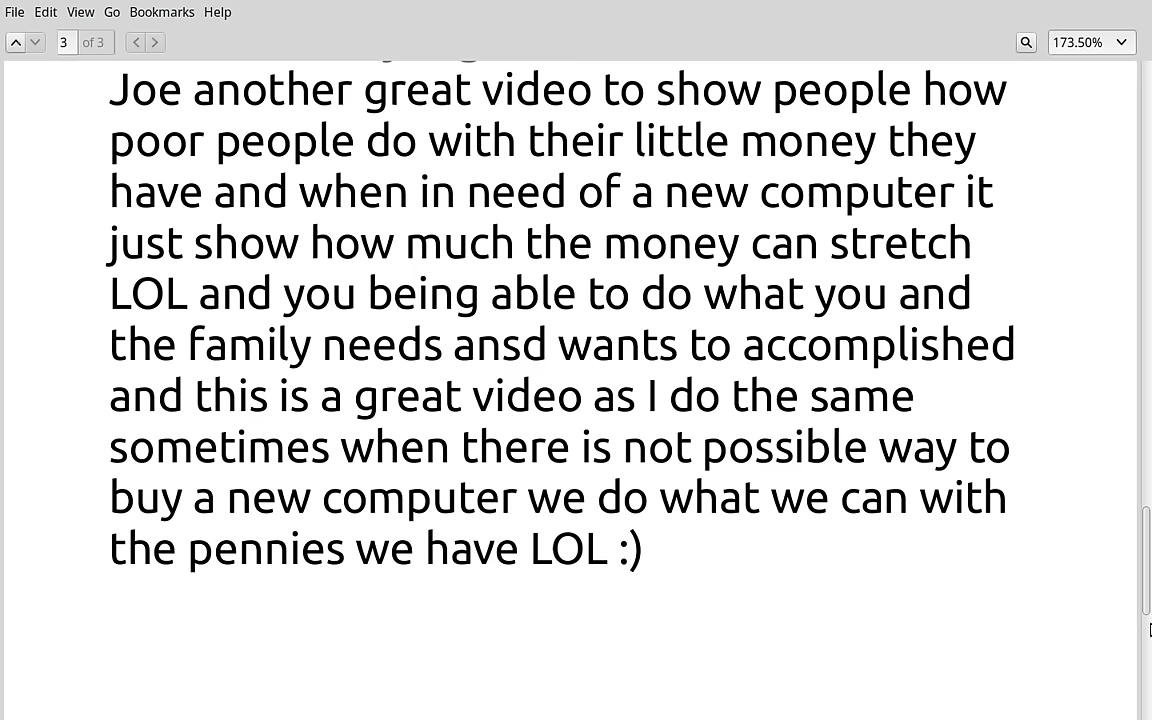 File Edit View Go Bookmarks Help
3 of 3 173.50%
Joe another great video to show people how
poor people do with their little money they
have and when in need of a new computer it
just show how much the money can stretch
LOL and you being able to do what you and
the family needs ansd wants to accomplished
and this is a great video as I do the same
sometimes when there is not possible way to
buy a new computer we do what we can with
the pennies we have LOL :)